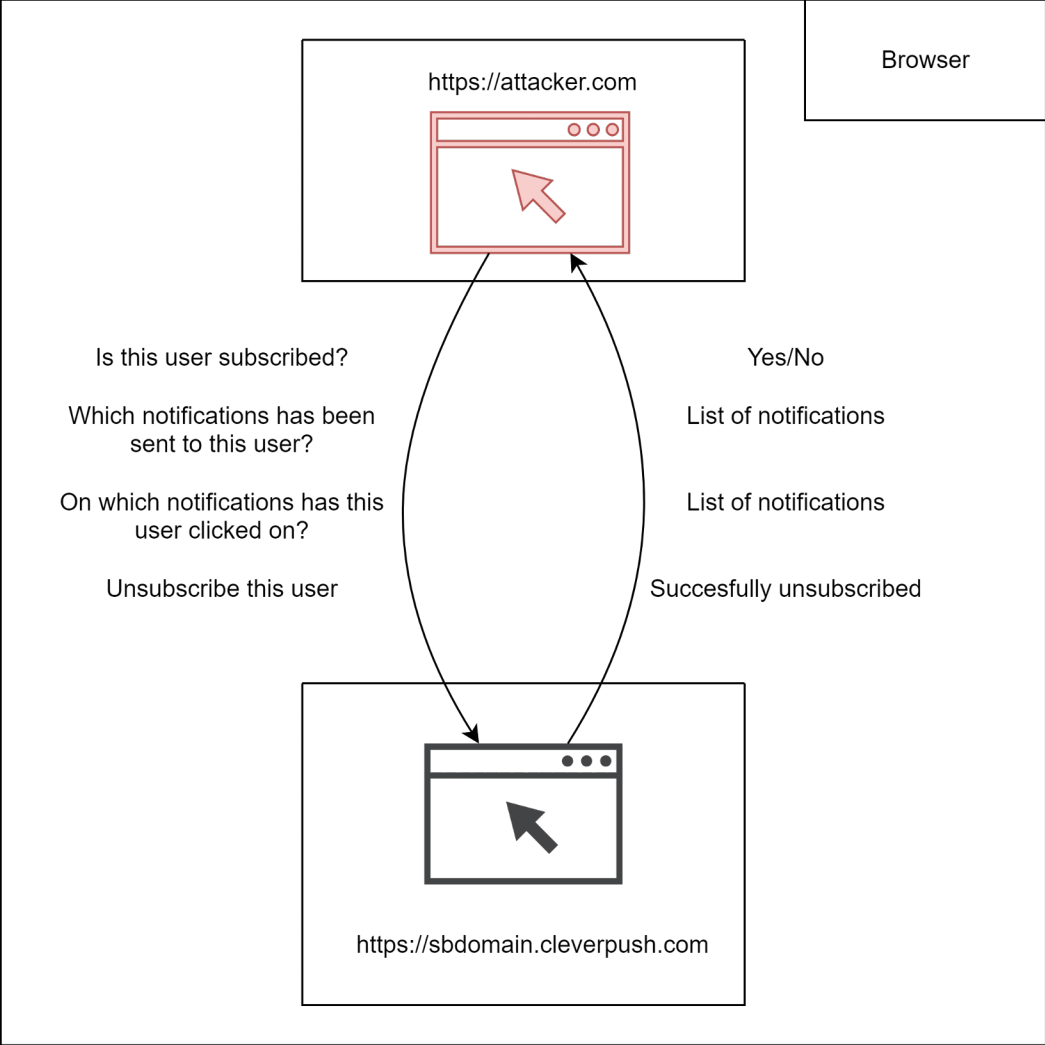 Browser
https://attacker.com
Is this user subscribed?
Yes/No
Which notifications has been
sent to this user?
List of notifications
On which notifications has this
user clicked on?
List of notifications
Unsubscribe this user
Succesfully unsubscribed
https://sbdomain.cleverpush.com